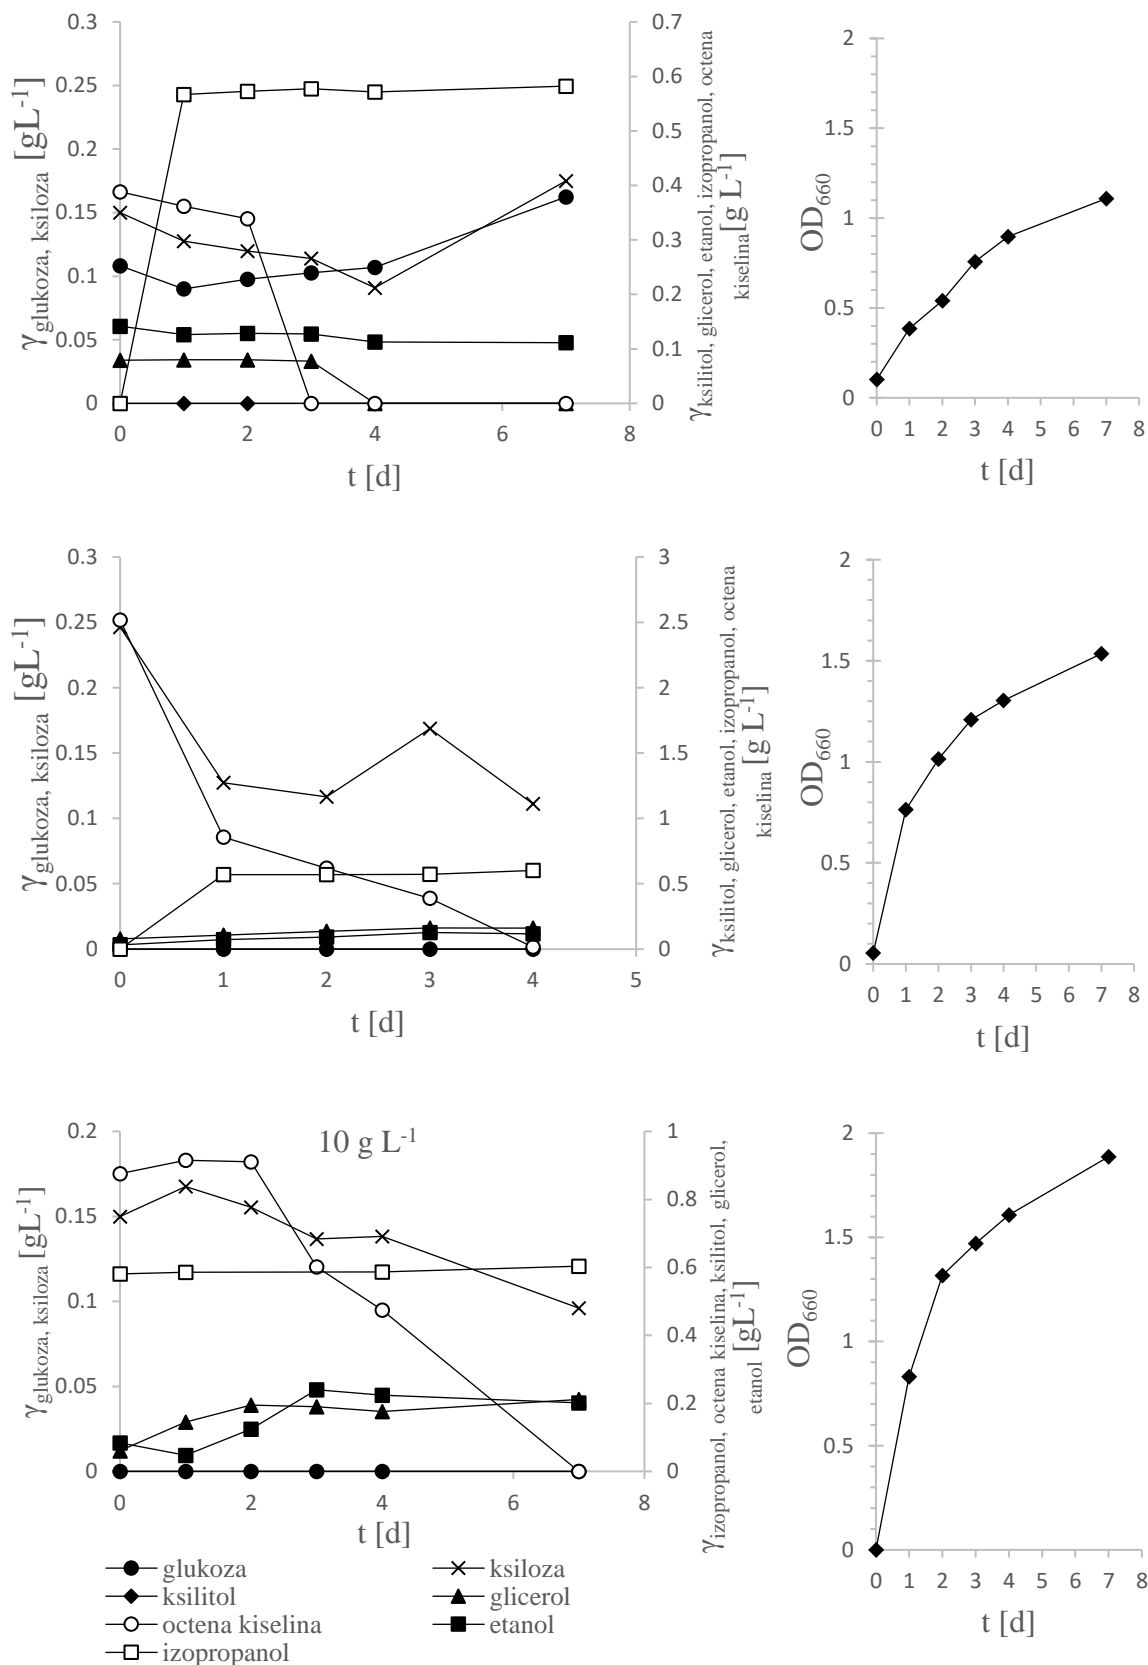 γglukoza, ksiloza [gL-1]
0.3
0.25
0.2
0.15
0.1
0.05
0
0 2 4 6 8
t [d]
0.7
0.6
0.5
0.4
0.3
0.2
0.1
0
γksilitol, glicerol, etanol, izopropanol, octena
kiselina[g L-1]
OD660
2
1.5
1
0.5
0
0 1 2 3 4 5 6 7 8
t [d]
γglukoza, ksiloza [gL-1]
0.3
0.25
0.2
0.15
0.1
0.05
0
0 1 2 3 4 5
t [d]
3
2.5
2
1.5
1
0.5
0
γksilitol, glicerol, etanol, izopropanol, octena
kiselina[g L-1]
OD660
2
1.5
1
0.5
0
0 1 2 3 4 5 6 7 8
t [d]
10 g L-1
γglukoza, ksiloza [gL-1]
0.2
0.15
0.1
0.05
0
0 2 4 6 8
t [d]
1
0.8
0.6
0.4
0.2
0
γizopropanol, octena kiselina, ksilitol, glicerol,
etanol [gL-1]
OD660
2
1.5
1
0.5
0
0 1 2 3 4 5 6 7 8
t [d]
glukoza ksiloza
ksilitol glicerol
octena kiselina etanol
izopropanol